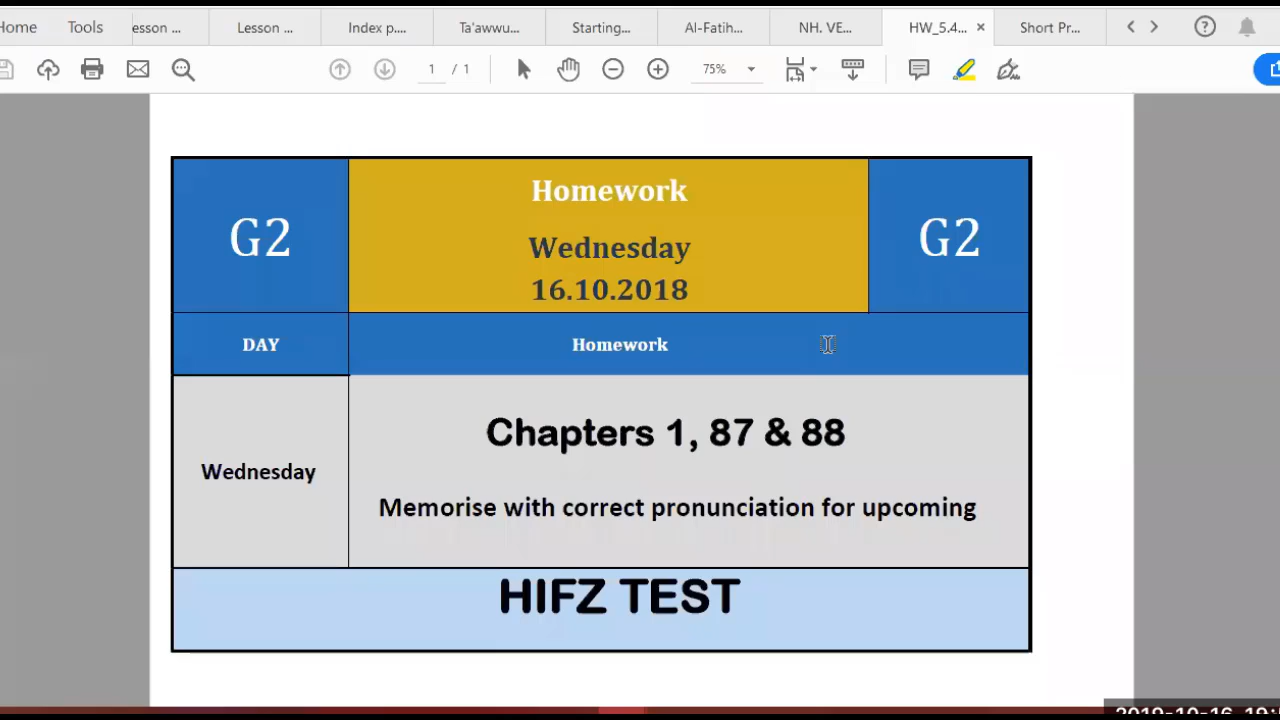 Home Tools esson ... Lesson ... Index p.... Ta'awwu... Starting... Al-Fatih... NH. VE... HW_5.4... × Short Pr...
1 / 1 75%
G2
Homework
Wednesday
16.10.2018
G2
DAY
Homework
Wednesday
Chapters 1, 87 & 88
Memorise with correct pronunciation for upcoming
HIFZ TEST